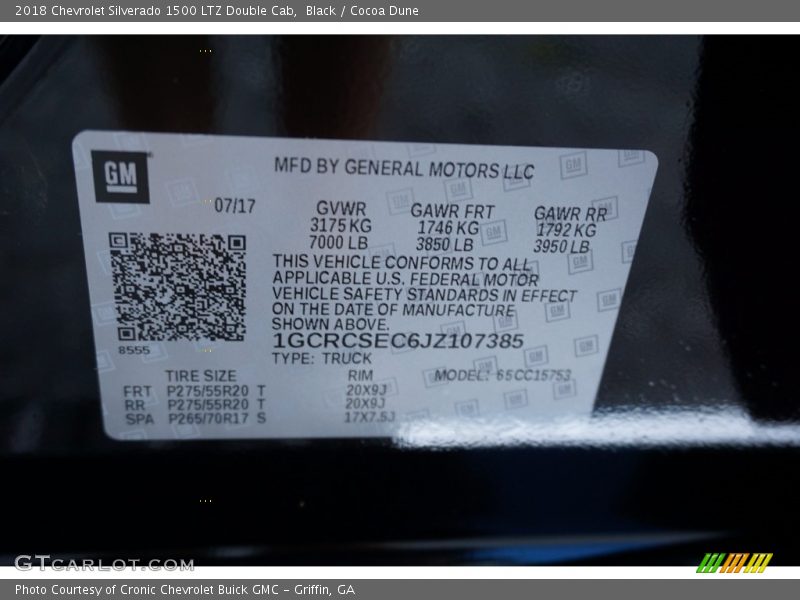 2018 Chevrolet Silverado 1500 LTZ Double Cab, Black / Cocoa Dune
GM
MFD BY GENERAL MOTORS LLC
07/17 GVWR GAWR FRT GAWR RR
3175 KG 1746 KG 1792 KG
7000 LB 3850 LB 3950 LB
THIS VEHICLE CONFORMS TO ALL
APPLICABLE U.S. FEDERAL MOTOR
VEHICLE SAFETY STANDARDS IN EFFECT
ON THE DATE OF MANUFACTURE
SHOWN ABOVE.
8555
1GCRCSEC6JZ107385
TYPE: TRUCK
TIRE SIZE RIM MODEL: 65CC15753
FRT P275/55R20 T 20X9J
RR P275/55R20 T 20X9J
SPA P265/70R17 S 17X7.5J
GTcarlot.com
Photo Courtesy of Cronic Chevrolet Buick GMC - Griffin, GA